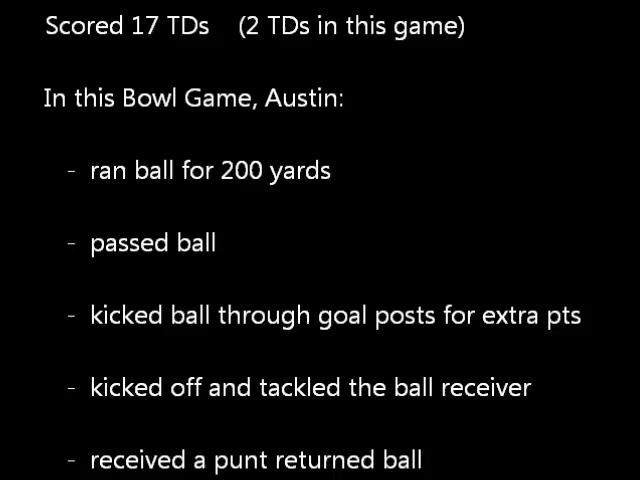 Scored 17 TDs (2 TDs in this game)
In this Bowl Game, Austin:
- ran ball for 200 yards
- passed ball
- kicked ball through goal posts for extra pts
- kicked off and tackled the ball receiver
- received a punt returned ball